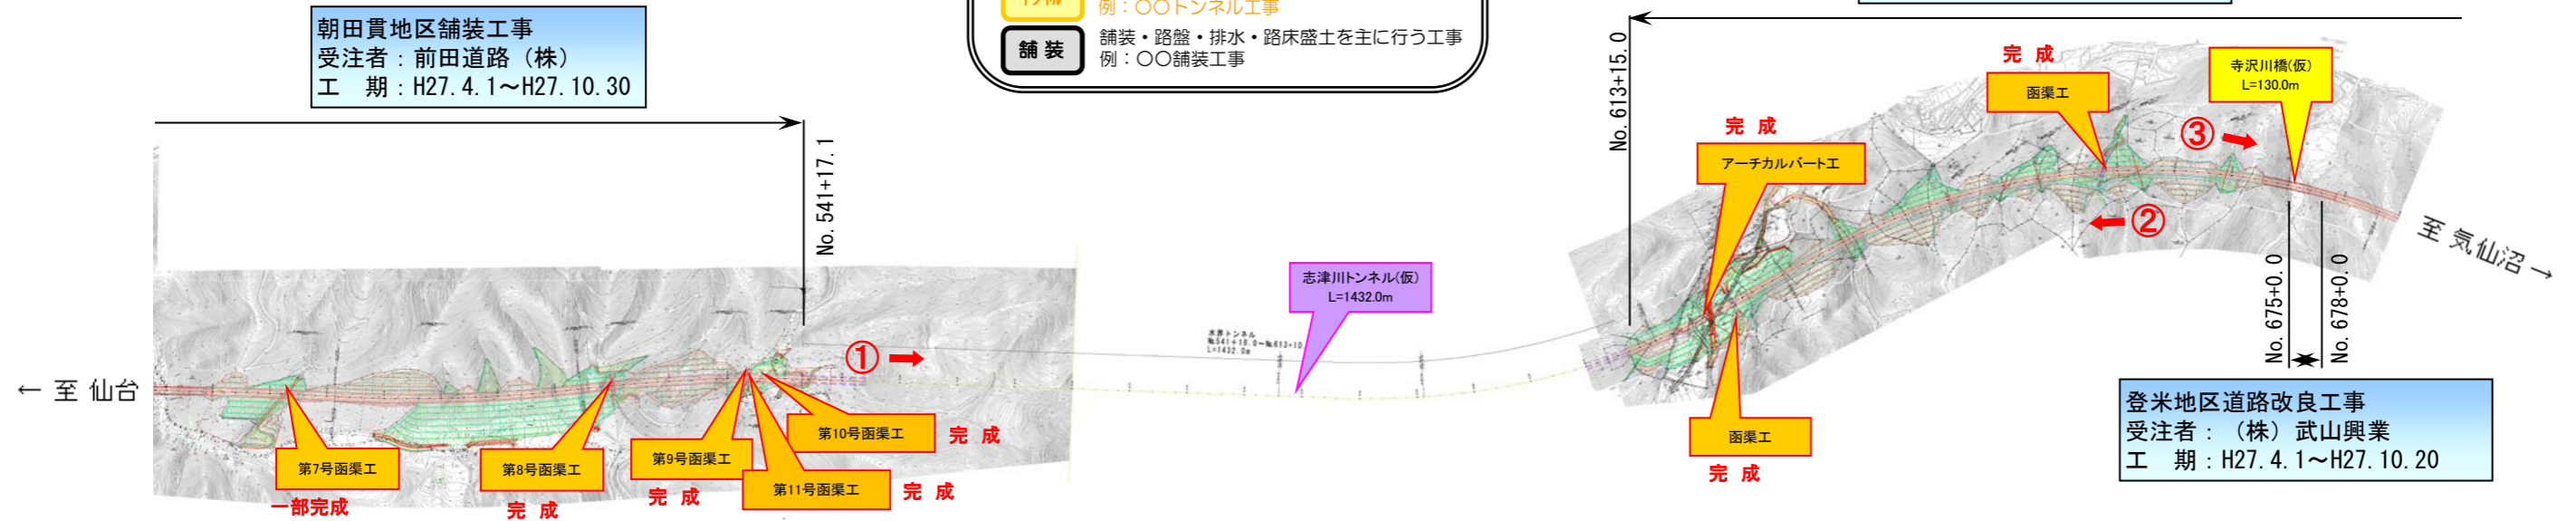 朝田貫地区舗装工事
受注者：前田道路（株）
工　期：H27.4.1～H27.10.30
例：〇〇トンネル工事
舗 装
舗装・路盤・排水・路床盛土を主に行う工事
例：〇〇舗装工事
No.541+17.1
No.613+15.0
完 成
函渠工
寺沢川橋(仮)
L=130.0m
③
完 成
アーチカルバート工
②
至 気仙沼 →
志津川トンネル(仮)
L=1432.0m
L=1432.0m
①
← 至 仙台
第7号函渠工
一部完成
第8号函渠工
完 成
第9号函渠工
完 成
第10号函渠工
完 成
第11号函渠工
完 成
函渠工
完 成
No.675+0.0
No.678+0.0
登米地区道路改良工事
受注者：（株）武山興業
工　期：H27.4.1～H27.10.20